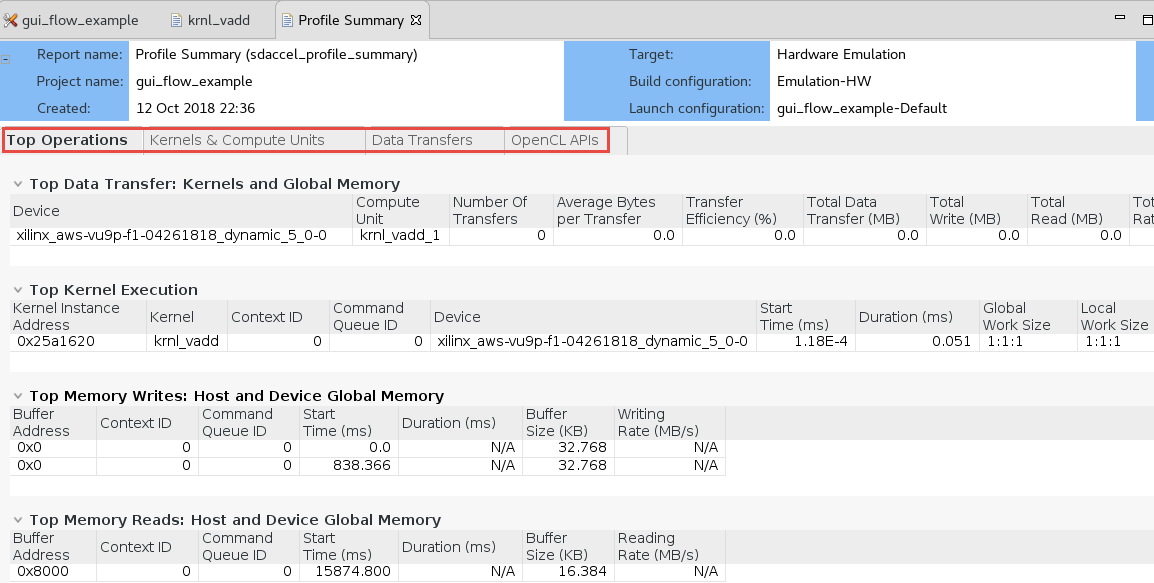 gui_flow_example krnl_vadd Profile Summary
Report name: Profile Summary (sdaccel_profile_summary) Target: Hardware Emulation
Project name: gui_flow_example Build configuration: Emulation-HW
Created: 12 Oct 2018 22:36 Launch configuration: gui_flow_example-Default
Top Operations Kernels & Compute Units Data Transfers OpenCL APIs
Top Data Transfer: Kernels and Global Memory
Device Compute Unit Number Of Transfers Average Bytes per Transfer Transfer Efficiency (%) Total Data Transfer (MB) Total Write (MB) Total Read (MB)
xilinx_aws-vu9p-f1-04261818_dynamic_5_0-0 krnl_vadd_1 0 0.0 0.0 0.0 0.0 0.0
Top Kernel Execution
Kernel Instance Address Kernel Context ID Command Queue ID Device Start Time (ms) Duration (ms) Global Work Size Local Work Size
0x25a1620 krnl_vadd 0 0 xilinx_aws-vu9p-f1-04261818_dynamic_5_0-0 1.18E-4 0.051 1:1:1 1:1:1
Top Memory Writes: Host and Device Global Memory
Buffer Address Context ID Command Queue ID Start Time (ms) Duration (ms) Buffer Size (KB) Writing Rate (MB/s)
0x0 0 0 0.0 N/A 32.768 N/A
0x0 0 0 838.366 N/A 32.768 N/A
Top Memory Reads: Host and Device Global Memory
Buffer Address Context ID Command Queue ID Start Time (ms) Duration (ms) Buffer Size (KB) Reading Rate (MB/s)
0x8000 0 0 15874.800 N/A 16.384 N/A